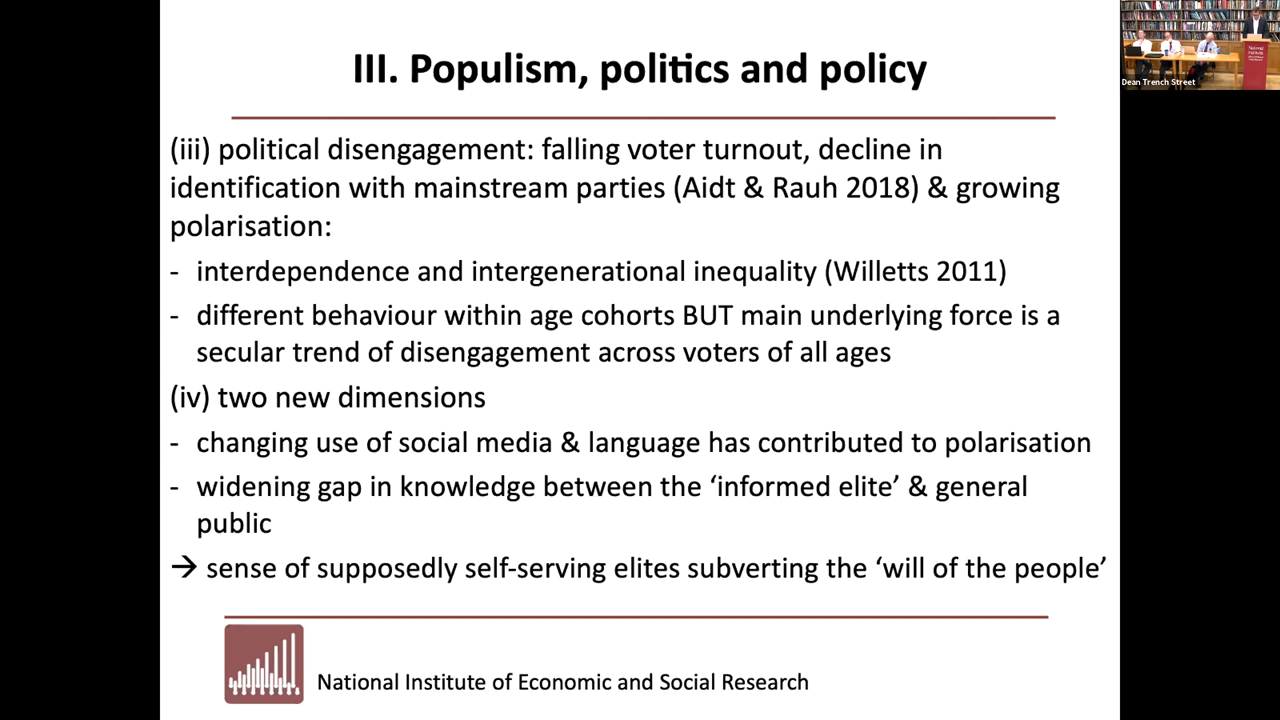 III. Populism, politics and policy
Dean Trench Street
National
Institute
(iii) political disengagement: falling voter turnout, decline in
identification with mainstream parties (Aidt & Rauh 2018) & growing
polarisation:
- interdependence and intergenerational inequality (Willetts 2011)
- different behaviour within age cohorts BUT main underlying force is a
secular trend of disengagement across voters of all ages
(iv) two new dimensions
- changing use of social media & language has contributed to polarisation
- widening gap in knowledge between the ‘informed elite’ & general
public
→ sense of supposedly self-serving elites subverting the ‘will of the people’
National Institute of Economic and Social Research